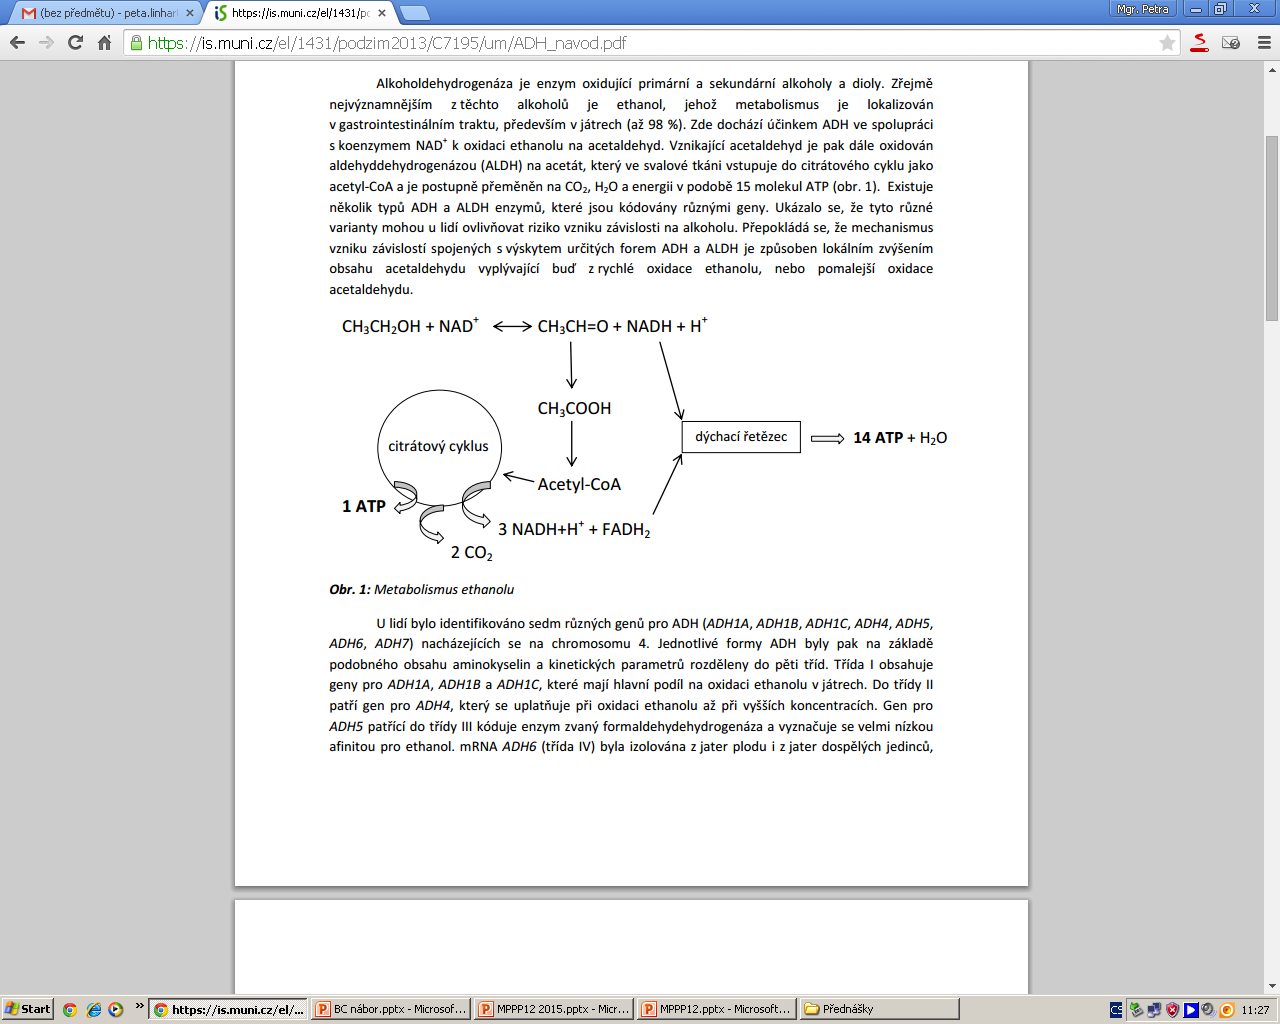 (bez předmětu) - peta.linhar
https://is.muni.cz/el/1431/po
Mgr. Petra
https://is.muni.cz/el/1431/podzim2013/C7195/um/ADH_navod.pdf
Alkoholdehydrogenáza je enzym oxidující primární a sekundární alkoholy a dioly. Zřejmě
nejvýznamnějším z těchto alkoholů je ethanol, jehož metabolismus je lokalizován
v gastrointestinálním traktu, především v játrech (až 98 %). Zde dochází účinkem ADH ve spolupráci
s koenzymem NAD⁺ k oxidaci ethanolu na acetaldehyd. Vznikající acetaldehyd je pak dále oxidován
aldehyddehydrogenázou (ALDH) na acetát, který ve svalové tkáni vstupuje do citrátového cyklu jako
acetyl-CoA a je postupně přeměněn na CO₂, H₂O a energii v podobě 15 molekul ATP (obr. 1). Existuje
několik typů ADH a ALDH enzymů, které jsou kódovány různými geny. Ukázalo se, že tyto různé
varianty mohou u lidí ovlivňovat riziko vzniku závislosti na alkoholu. Přepokládá se, že mechanismus
vzniku závislostí spojených s výskytem určitých forem ADH a ALDH je způsoben lokálním zvýšením
obsahu acetaldehydu vyplývající buď z rychlé oxidace ethanolu, nebo pomalejší oxidace
acetaldehydu.
CH₃CH₂OH + NAD⁺ ⟷ CH₃CH=O + NADH + H⁺
CH₃COOH
dýchací řetězec
14 ATP + H₂O
citrátový cyklus
Acetyl-CoA
1 ATP
3 NADH+H⁺ + FADH₂
2 CO₂
Obr. 1: Metabolismus ethanolu
U lidí bylo identifikováno sedm různých genů pro ADH (ADH1A, ADH1B, ADH1C, ADH4, ADH5,
ADH6, ADH7) nacházejících se na chromosomu 4. Jednotlivé formy ADH byly pak na základě
podobného obsahu aminokyselin a kinetických parametrů rozděleny do pěti tříd. Třída I obsahuje
geny pro ADH1A, ADH1B a ADH1C, které mají hlavní podíl na oxidaci ethanolu v játrech. Do třídy II
patří gen pro ADH4, který se uplatňuje při oxidaci ethanolu až při vyšších koncentracích. Gen pro
ADH5 patřící do třídy III kóduje enzym zvaný formaldehydehydrogenáza a vyznačuje se velmi nízkou
afinitou pro ethanol. mRNA ADH6 (třída IV) byla izolována z jater plodu i z jater dospělých jedinců,
Start
https://is.muni.cz/el/...
BC nábor.pptx - Microsof...
MPPP12 2015.pptx - Micr...
MPPP12.pptx - Microsoft...
Přednášky
CS
11:27